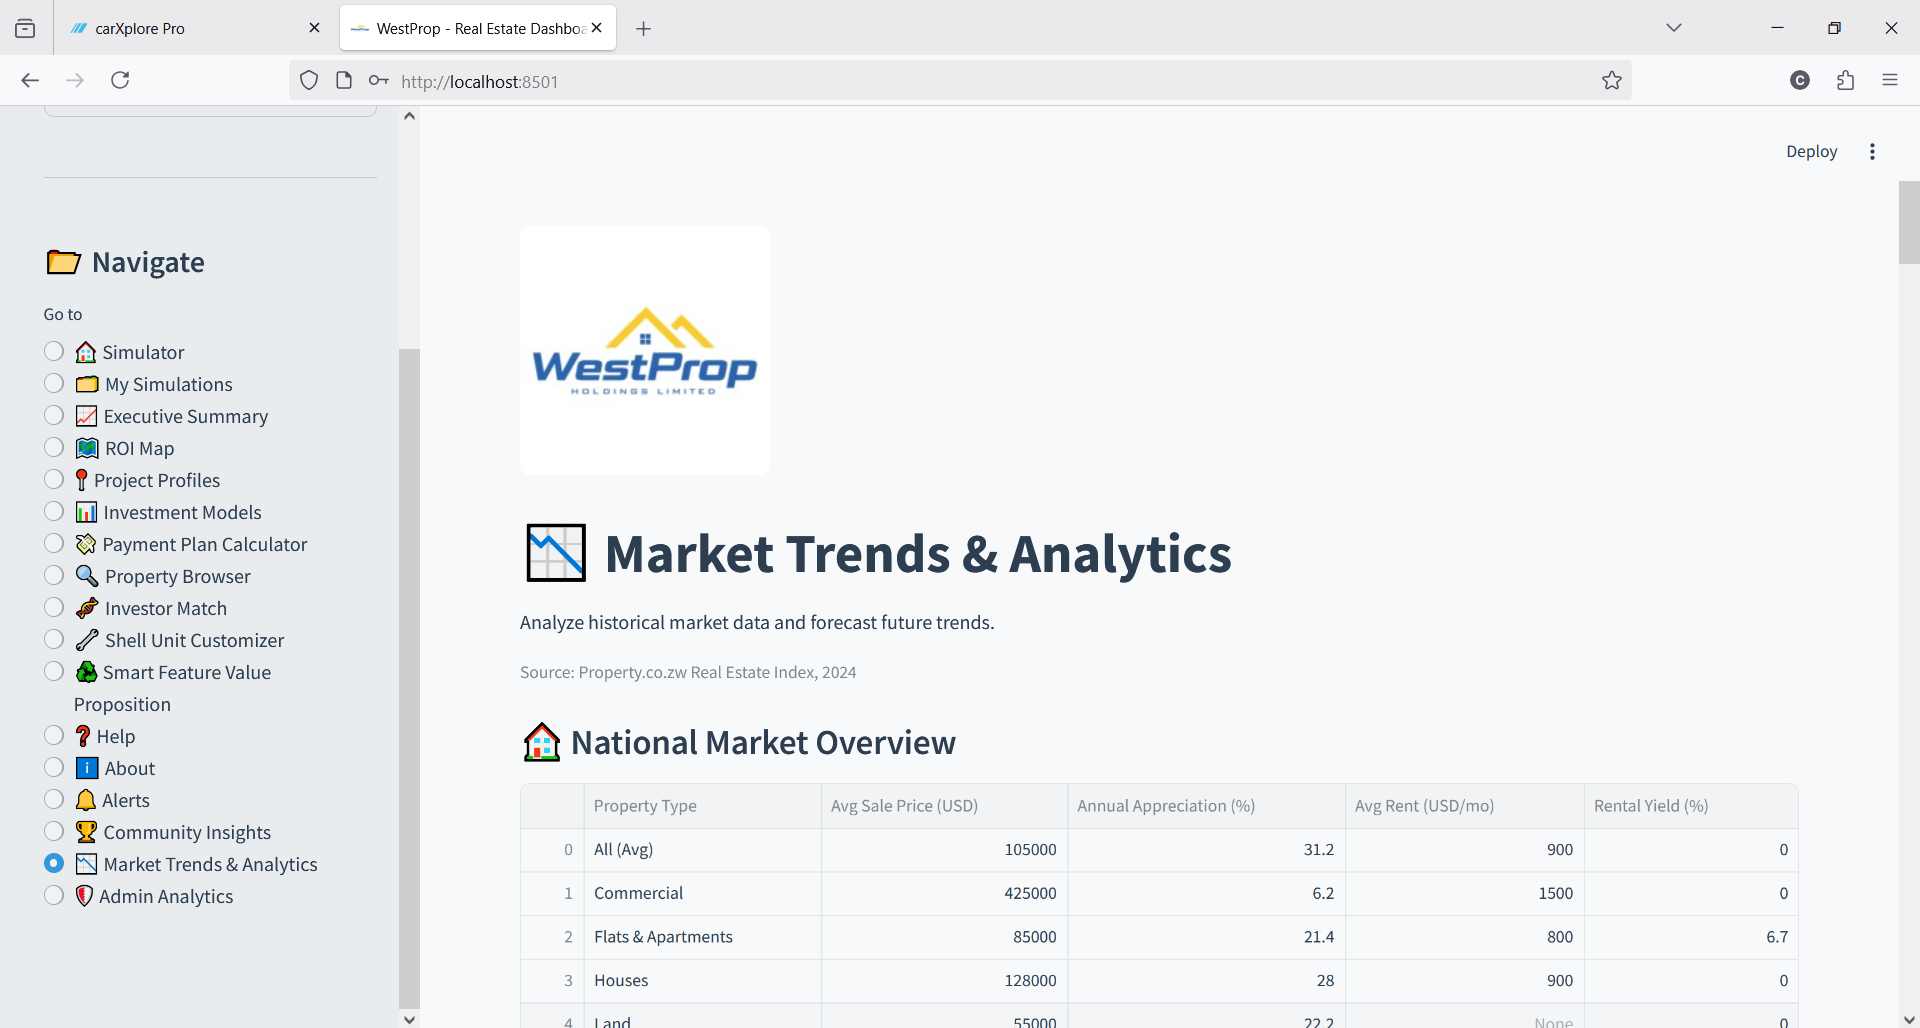 carXplore Pro
WestProp - Real Estate Dashboa
http://localhost:8501
C
Deploy
Navigate
Go to
Simulator
My Simulations
Executive Summary
ROI Map
Project Profiles
Investment Models
Payment Plan Calculator
Property Browser
Investor Match
Shell Unit Customizer
Smart Feature Value
Proposition
Help
About
Alerts
Community Insights
Market Trends & Analytics
Admin Analytics
WestProp
HOLDINGS LIMITED
Market Trends & Analytics
Analyze historical market data and forecast future trends.
Source: Property.co.zw Real Estate Index, 2024
National Market Overview
Property Type Avg Sale Price (USD) Annual Appreciation (%) Avg Rent (USD/mo) Rental Yield (%)
0 All (Avg) 105000 31.2 900 0
1 Commercial 425000 6.2 1500 0
2 Flats & Apartments 85000 21.4 800 6.7
3 Houses 128000 28 900 0
4 Land 55000 22.2 None 0